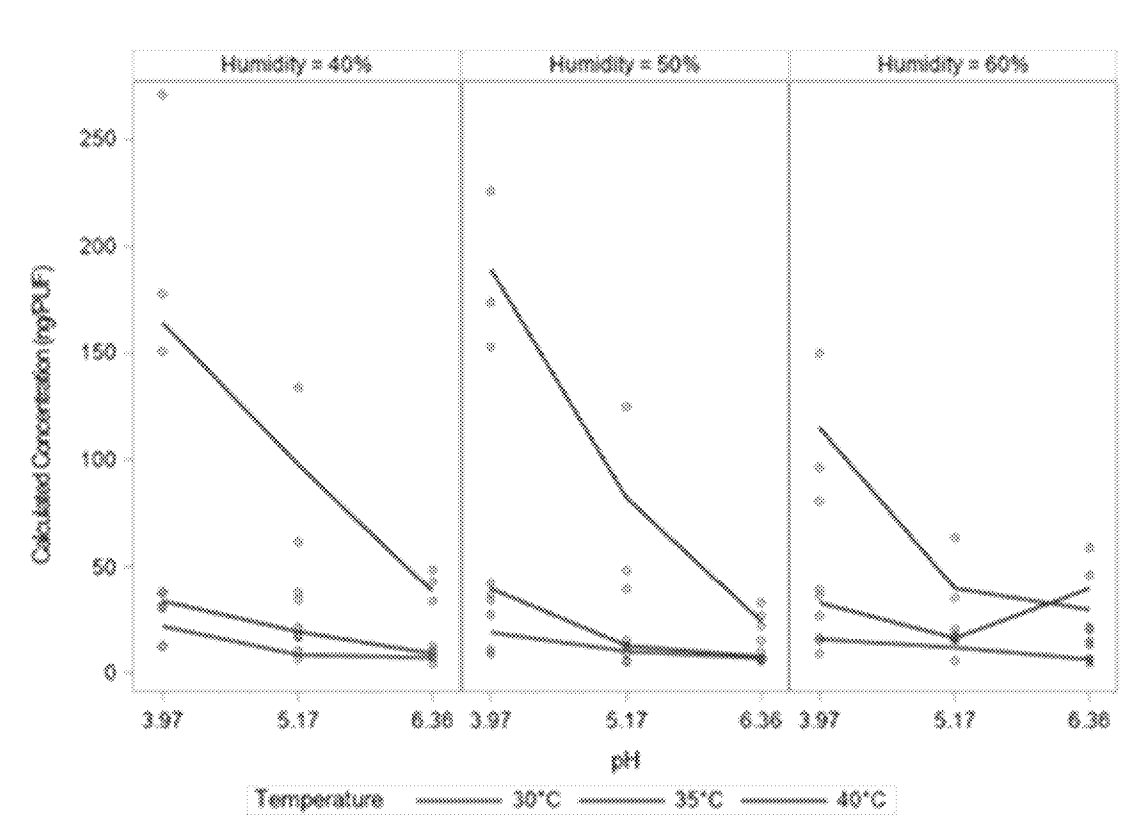 Humidity = 40% Humidity = 50% Humidity = 60%
250
200
150
100
50
0
Calculated Concentration (ng/PUF)
3.97 5.17 6.36 3.97 5.17 6.36 3.97 5.17 6.36
pH
Temperature 30°C 35°C 40°C